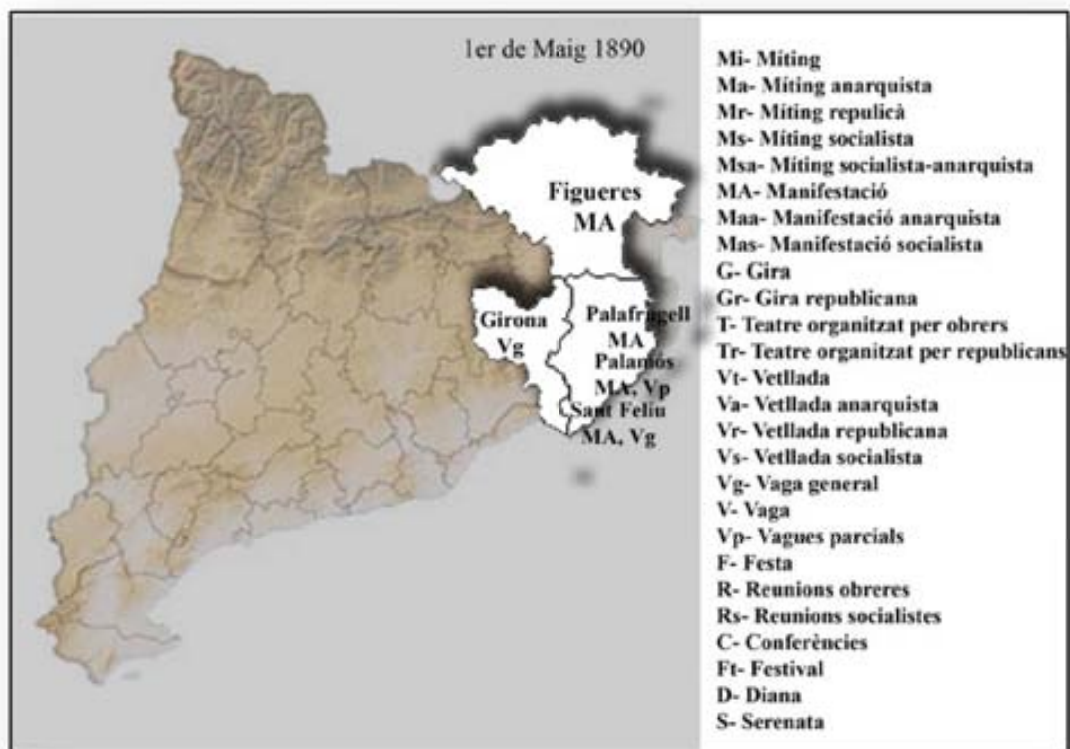 1er de Maig 1890
Figueres
MA
Girona
Vg
Palafrugell
MA
Palamós
MA, Vp
Sant Feliu
MA, Vg
Mi- Míting
Ma- Míting anarquista
Mr- Míting repulicà
Ms- Míting socialista
Msa- Míting socialista-anarquista
MA- Manifestació
Maa- Manifestació anarquista
Mas- Manifestació socialista
G- Gira
Gr- Gira republicana
T- Teatre organitzat per obrers
Tr- Teatre organitzat per republicans
Vt- Vetllada
Va- Vetllada anarquista
Vr- Vetllada republicana
Vs- Vetllada socialista
Vg- Vaga general
V- Vaga
Vp- Vagues parcials
F- Festa
R- Reunions obreres
Rs- Reunions socialistes
C- Conferències
Ft- Festival
D- Diana
S- Serenata